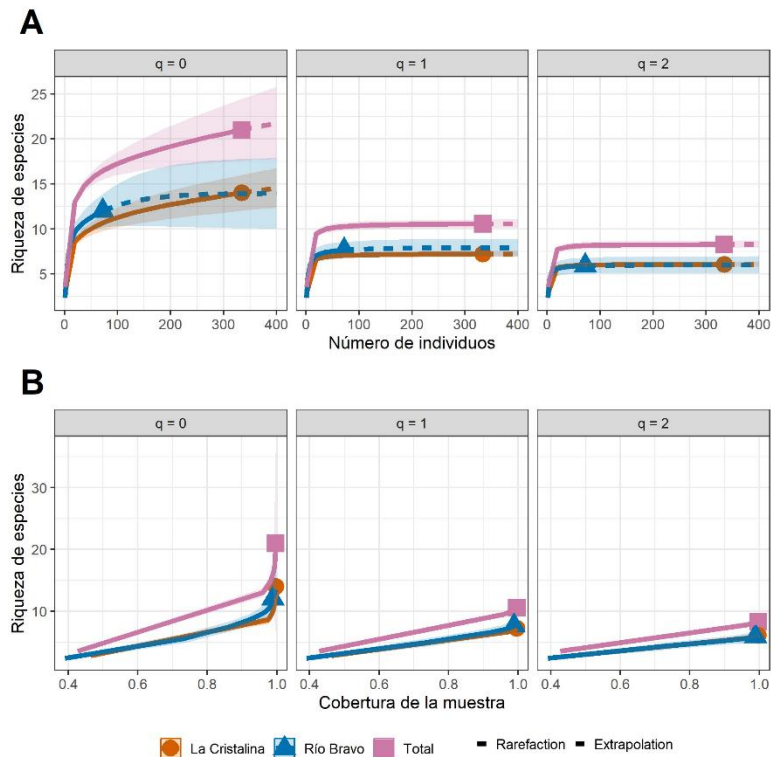 A
q = 0
q = 1
q = 2
Riqueza de especies
25
20
15
10
5
0 100 200 300 400
0 100 200 300 400
0 100 200 300 400
Número de individuos
B
q = 0
q = 1
q = 2
Riqueza de especies
30
20
10
0.4 0.6 0.8 1.0
0.4 0.6 0.8 1.0
0.4 0.6 0.8 1.0
Cobertura de la muestra
La Cristalina Río Bravo Total Rarefaction Extrapolation